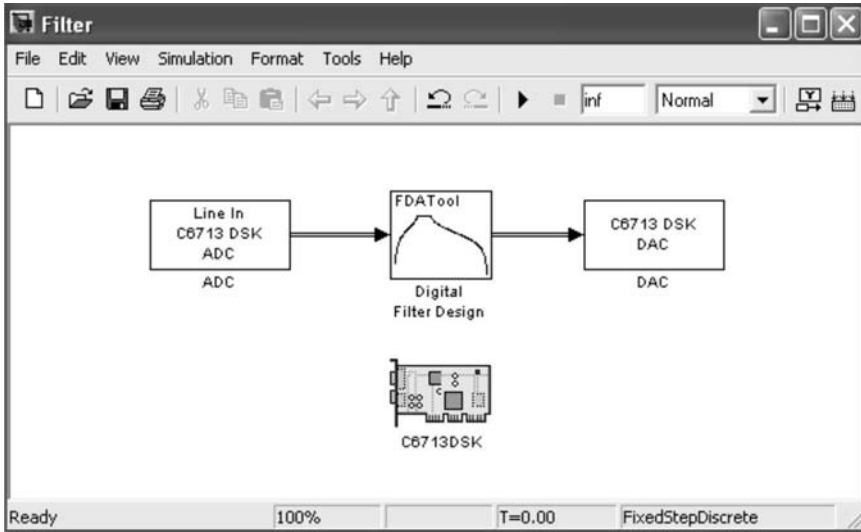 Filter
File Edit View Simulation Format Tools Help
inf Normal
Line In
C6713 DSK
ADC
ADC
FDATool
Digital
Filter Design
C6713 DSK
DAC
DAC
C6713DSK
Ready 100% T=0.00 FixedStepDiscrete